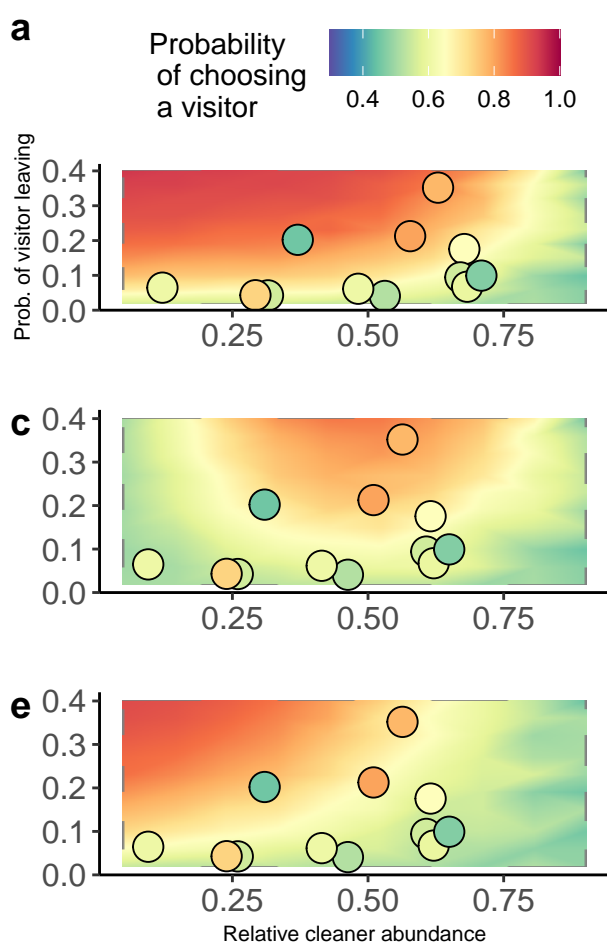 a
Probability
of choosing
a visitor
0.4 0.6 0.8 1.0
Prob. of visitor leaving
0.4
0.3
0.2
0.1
0.0
0.25 0.50 0.75
c
0.4
0.3
0.2
0.1
0.0
0.25 0.50 0.75
e
0.4
0.3
0.2
0.1
0.0
0.25 0.50 0.75
Relative cleaner abundance